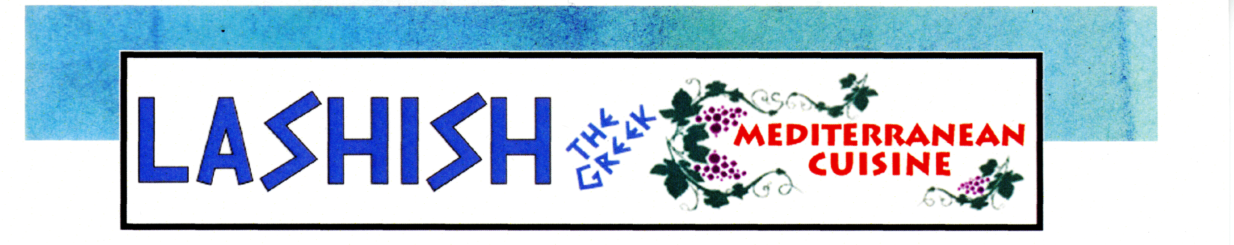 LASHISH
THE
GREEK
MEDITERRANEAN
CUISINE